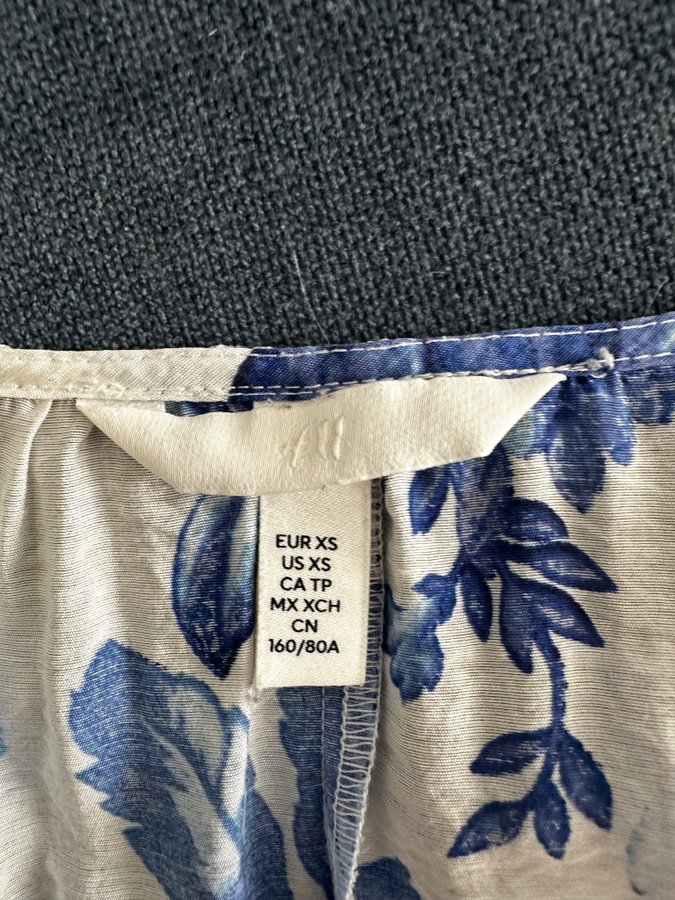 EUR XS
US XS
CA TP
MX XCH
CN
160/80A